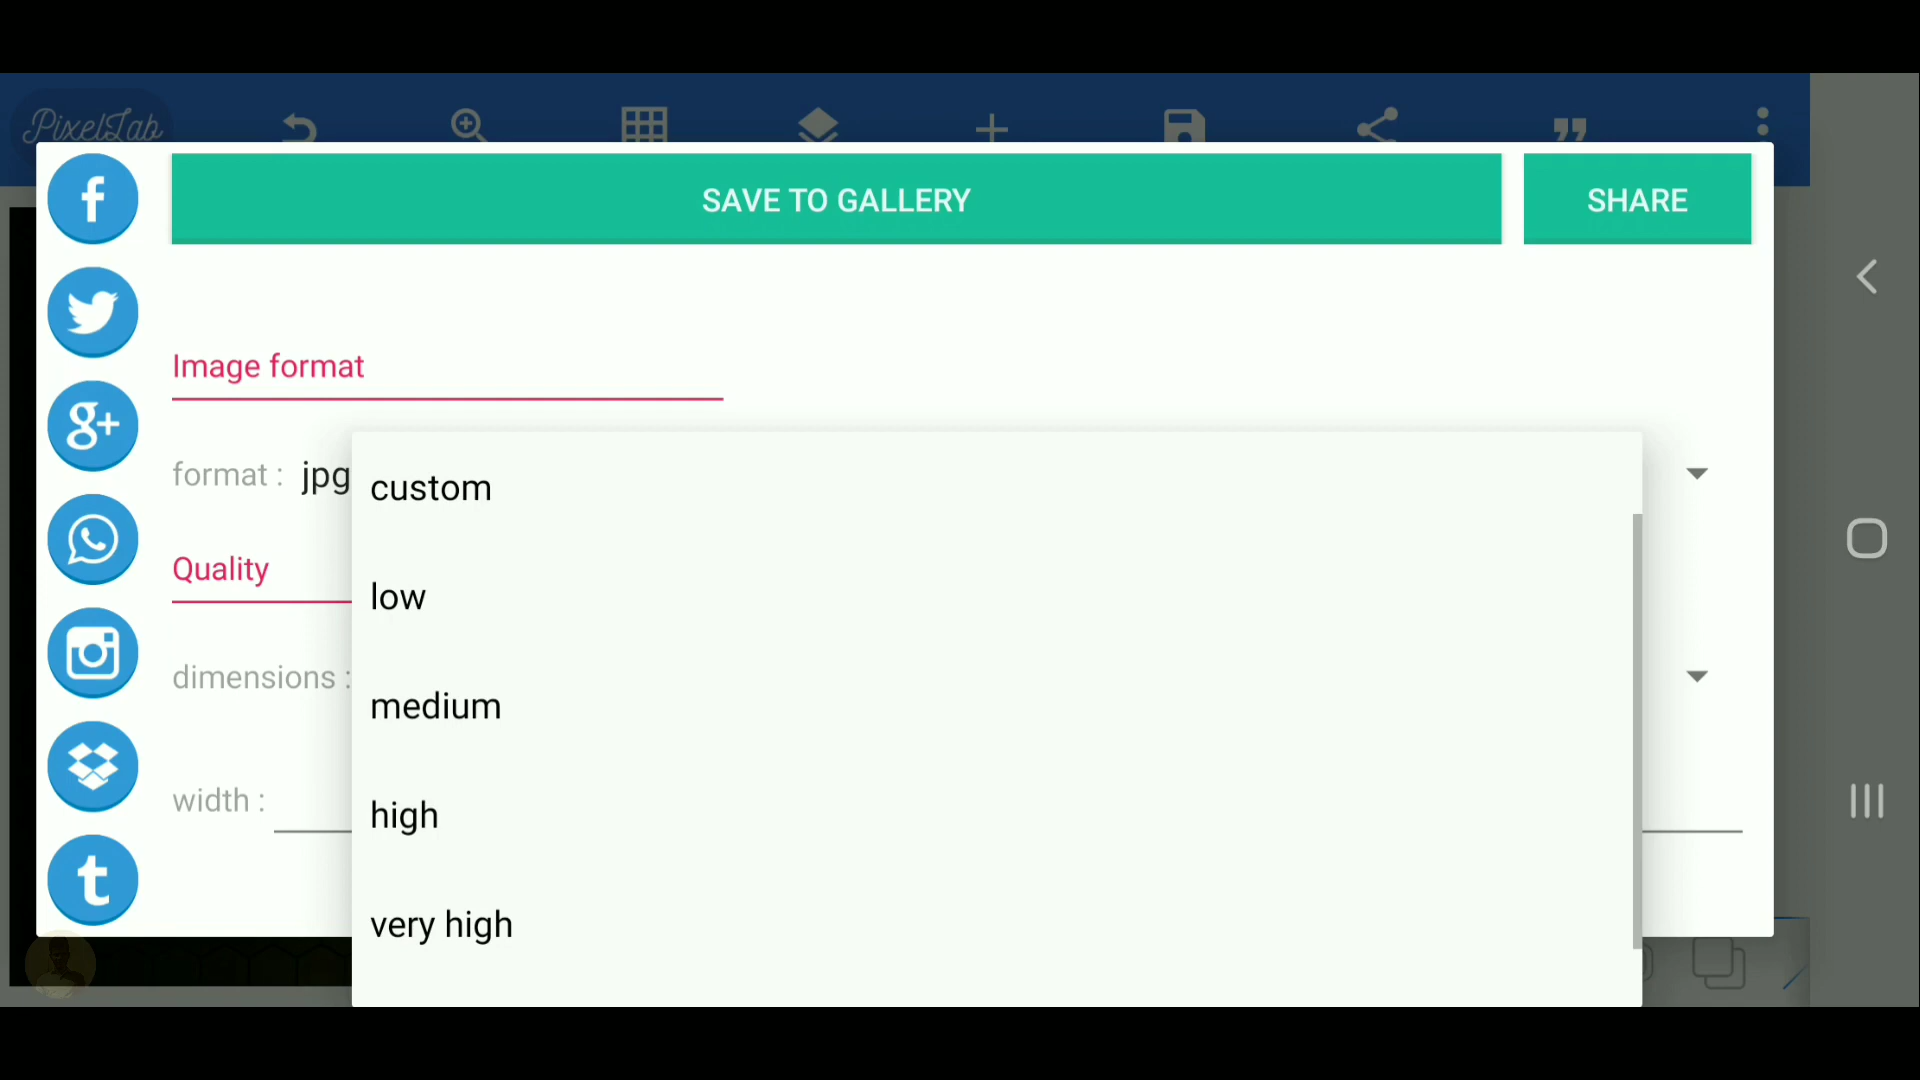 PixelLab
SAVE TO GALLERY
SHARE
Image format
format : jpg
Quality
dimensions :
width :
custom
low
medium
high
very high